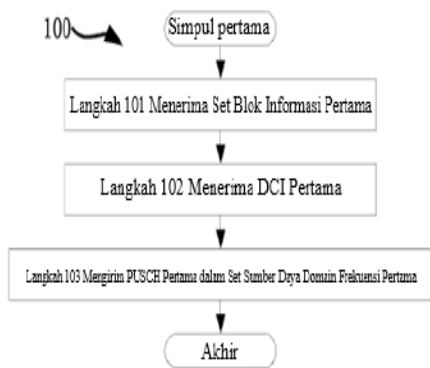 100
Simpul pertama
Langkah 101 Menerima Set Blok Informasi Pertama
Langkah 102 Menerima DCI Pertama
Langkah 103 Mergirim PUSCH Pertama dalam Set Sumber Daya Domain Frekuensi Pertama
Akhir